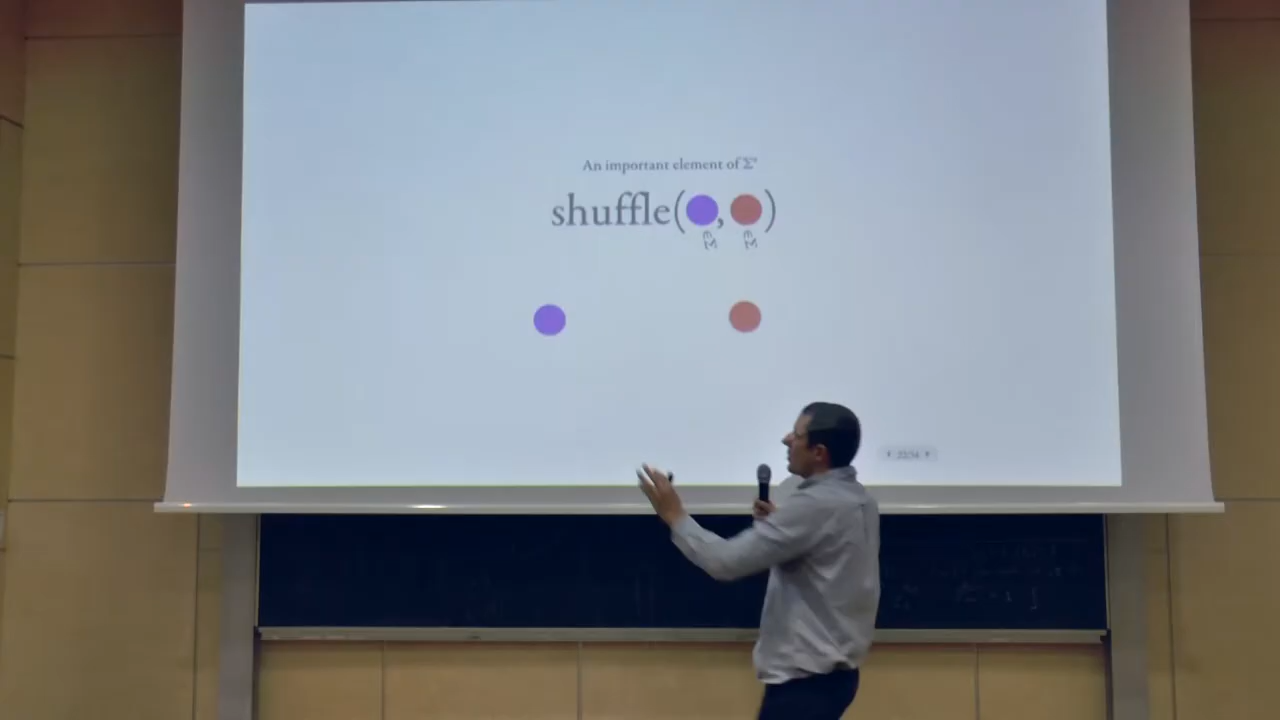 An important element of Σ*
shuffle( , )